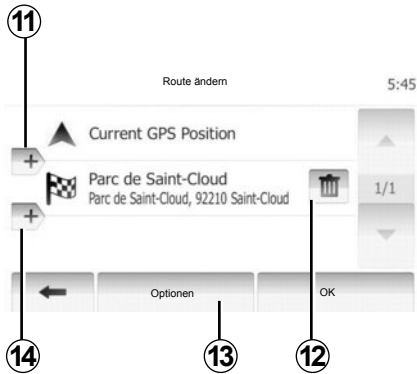 11
Route ändern
5:45
Current GPS Position
+
Parc de Saint-Cloud
Parc de Saint-Cloud, 92210 Saint-Cloud
1/1
+
Optionen
OK
14
13
12